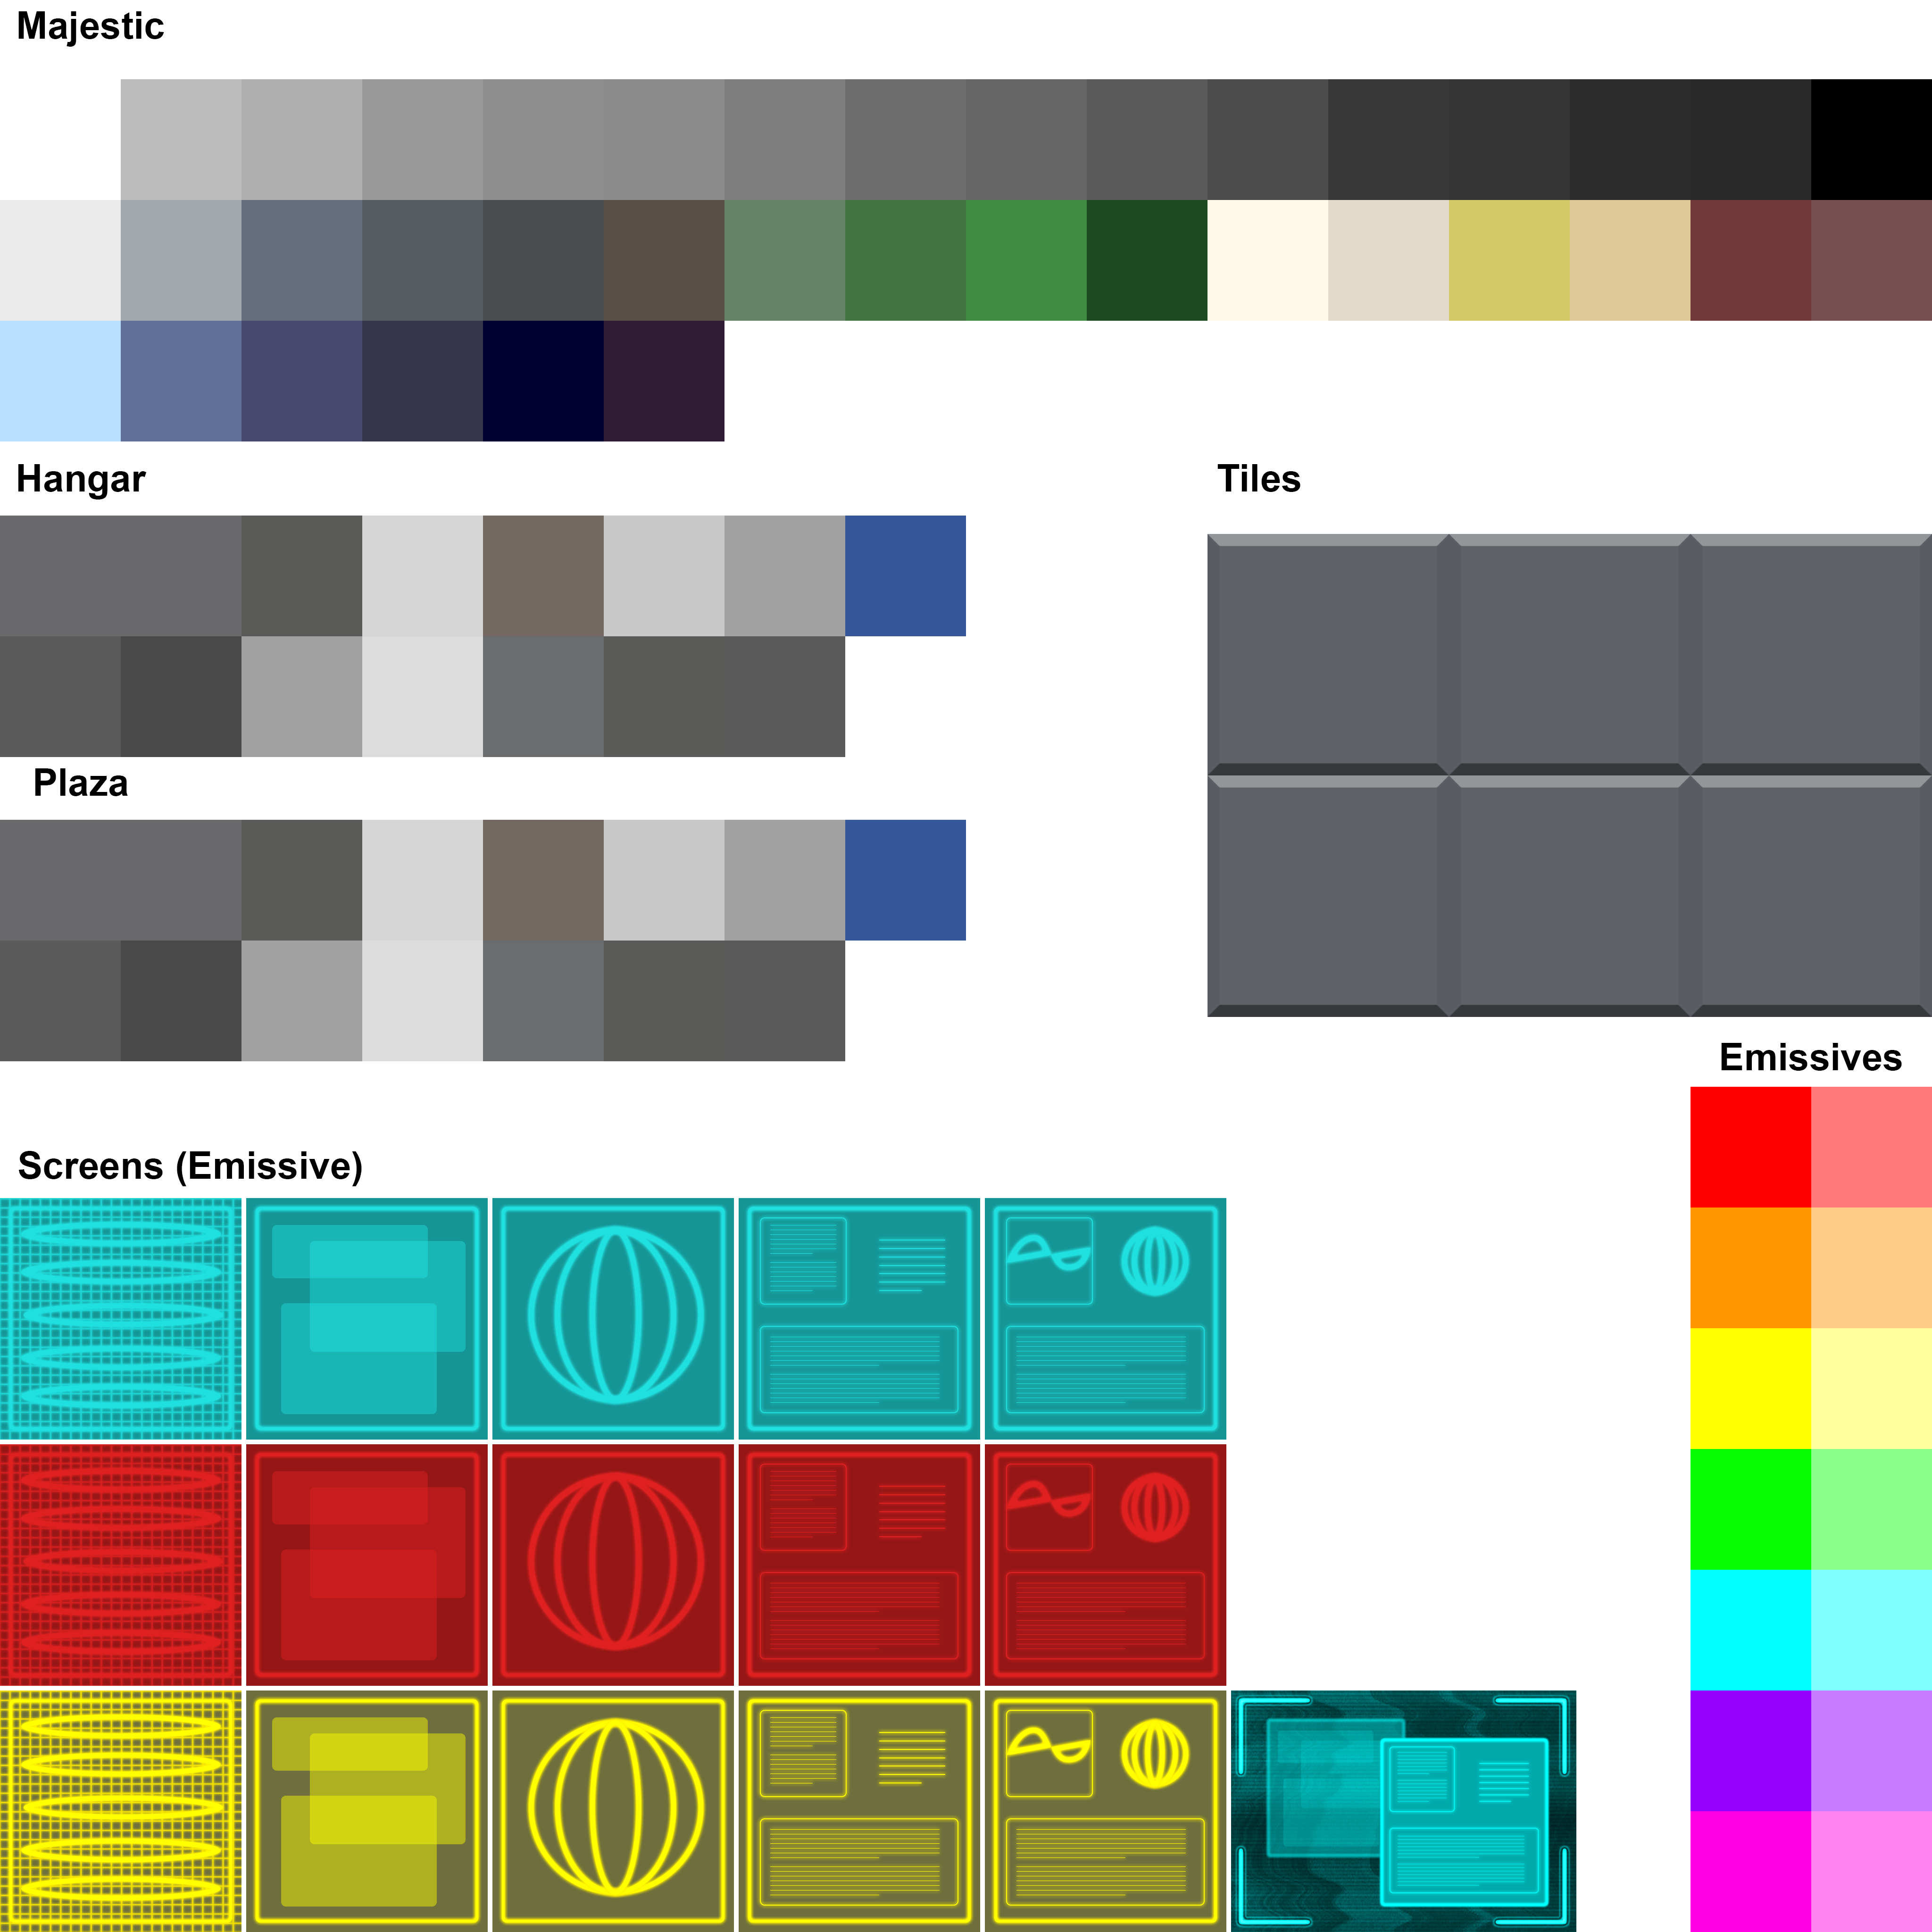 Majestic
Hangar
Tiles
Plaza
Emissives
Screens (Emissive)